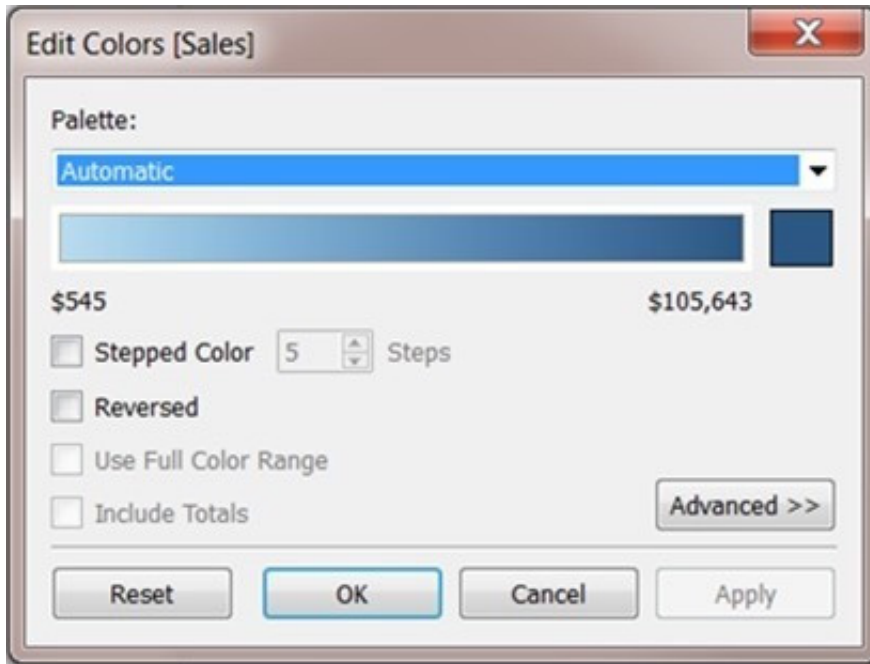 Edit Colors [Sales]
Palette:
Automatic
$545 $105,643
Stepped Color 5 Steps
Reversed
Use Full Color Range
Include Totals
Advanced >>
Reset OK Cancel Apply